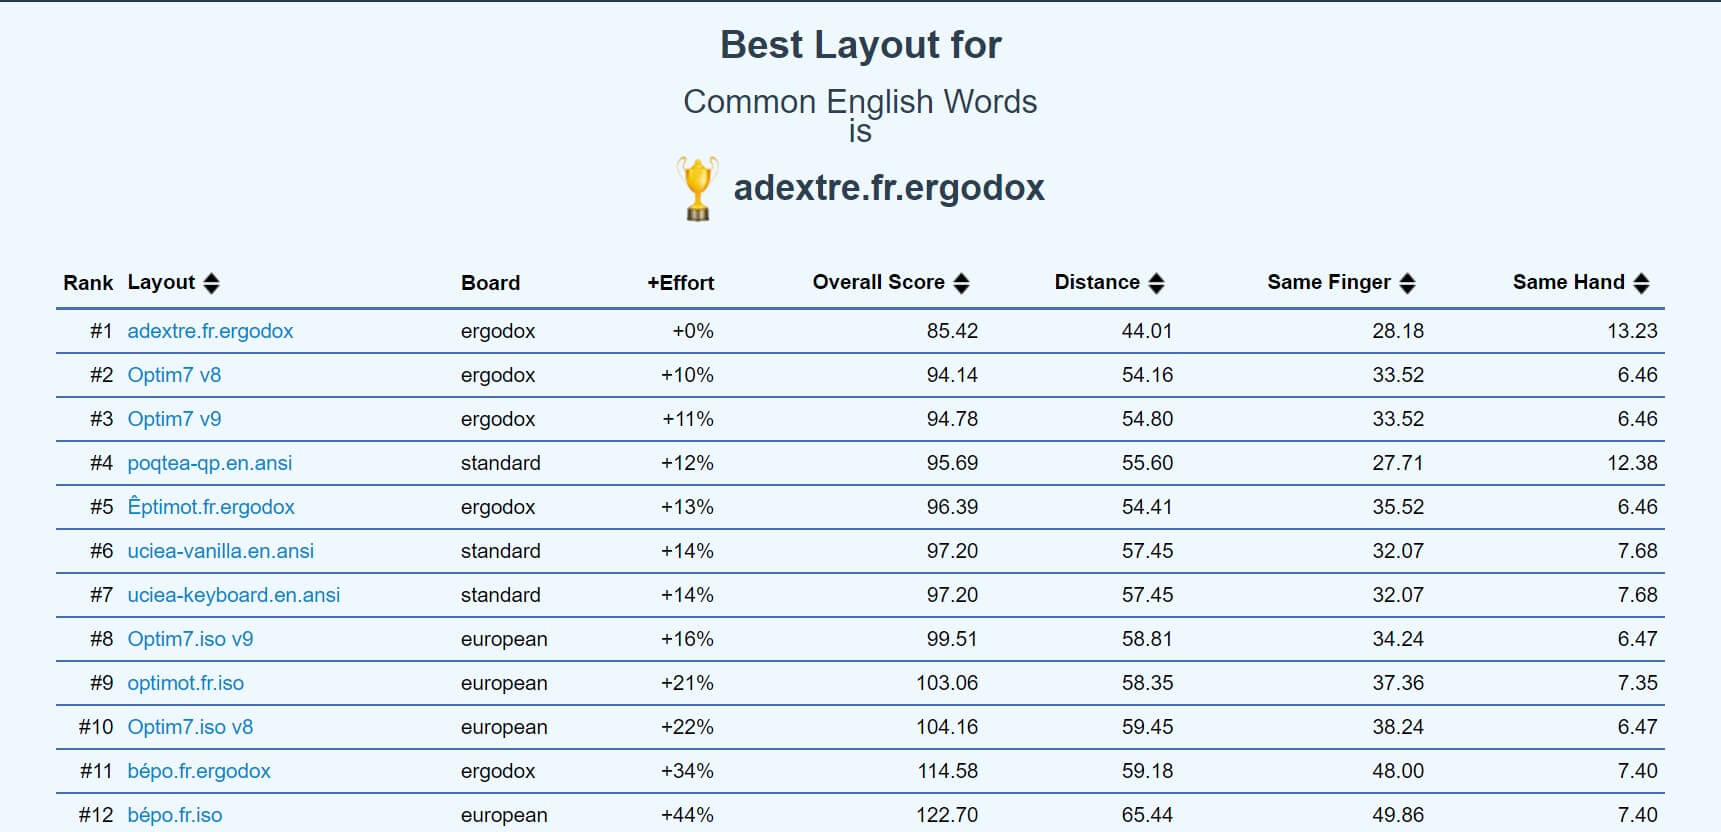 Best Layout for
Common English Words
is
adextre.fr.ergodox
Rank Layout Board +Effort Overall Score Distance Same Finger Same Hand
#1 adextre.fr.ergodox ergodox +0% 85.42 44.01 28.18 13.23
#2 Optim7 v8 ergodox +10% 94.14 54.16 33.52 6.46
#3 Optim7 v9 ergodox +11% 94.78 54.80 33.52 6.46
#4 poqtea-qp.en.ansi standard +12% 95.69 55.60 27.71 12.38
#5 Êptimot.fr.ergodox ergodox +13% 96.39 54.41 35.52 6.46
#6 uciea-vanilla.en.ansi standard +14% 97.20 57.45 32.07 7.68
#7 uciea-keyboard.en.ansi standard +14% 97.20 57.45 32.07 7.68
#8 Optim7.iso v9 european +16% 99.51 58.81 34.24 6.47
#9 optimot.fr.iso european +21% 103.06 58.35 37.36 7.35
#10 Optim7.iso v8 european +22% 104.16 59.45 38.24 6.47
#11 bépo.fr.ergodox ergodox +34% 114.58 59.18 48.00 7.40
#12 bépo.fr.iso european +44% 122.70 65.44 49.86 7.40